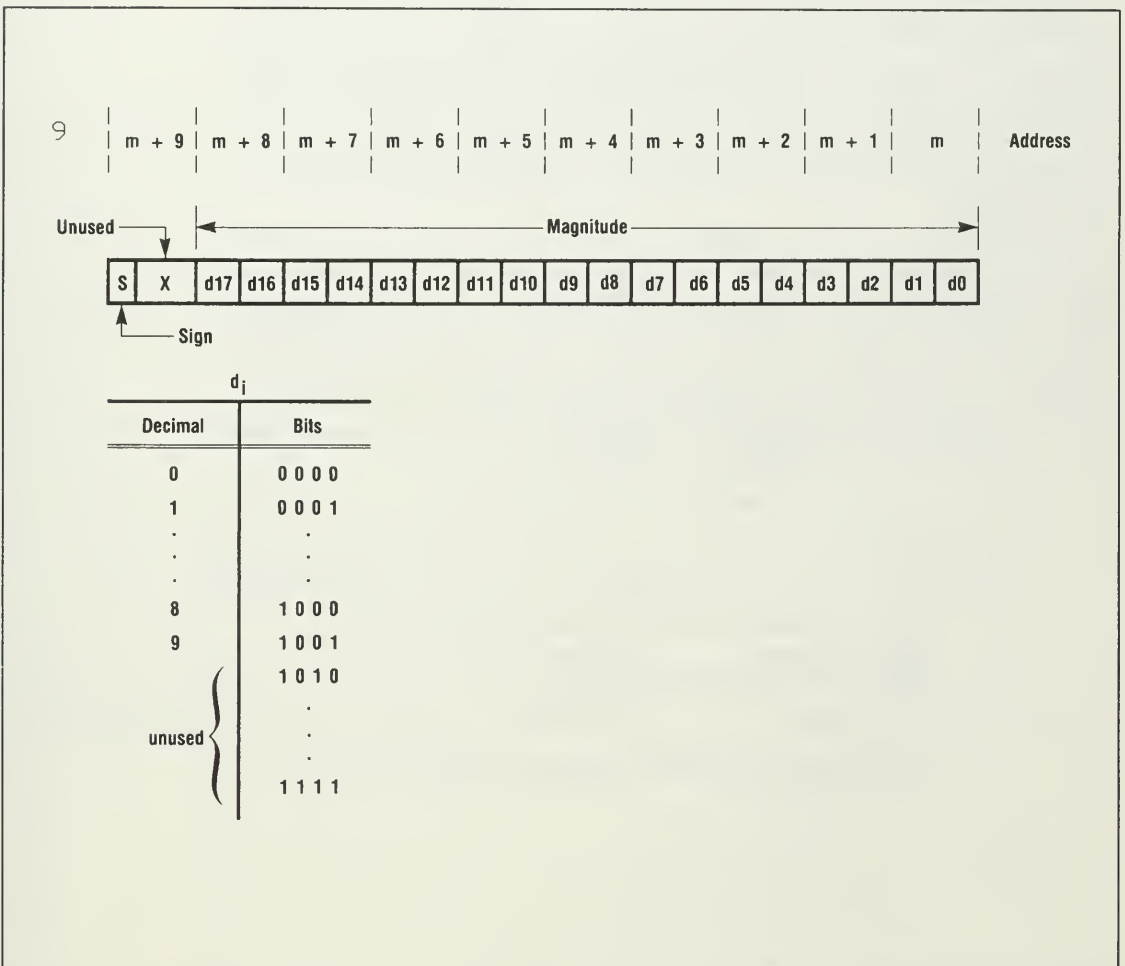 9 m + 9 m + 8 m + 7 m + 6 m + 5 m + 4 m + 3 m + 2 m + 1 m Address
Unused Magnitude
S X d17 d16 d15 d14 d13 d12 d11 d10 d9 d8 d7 d6 d5 d4 d3 d2 d1 d0
Sign
di
Decimal Bits
0 0 0 0 0
1 0 0 0 1
. .
. .
. .
8 1 0 0 0
9 1 0 0 1
1 0 1 0
.
unused .
.
1 1 1 1